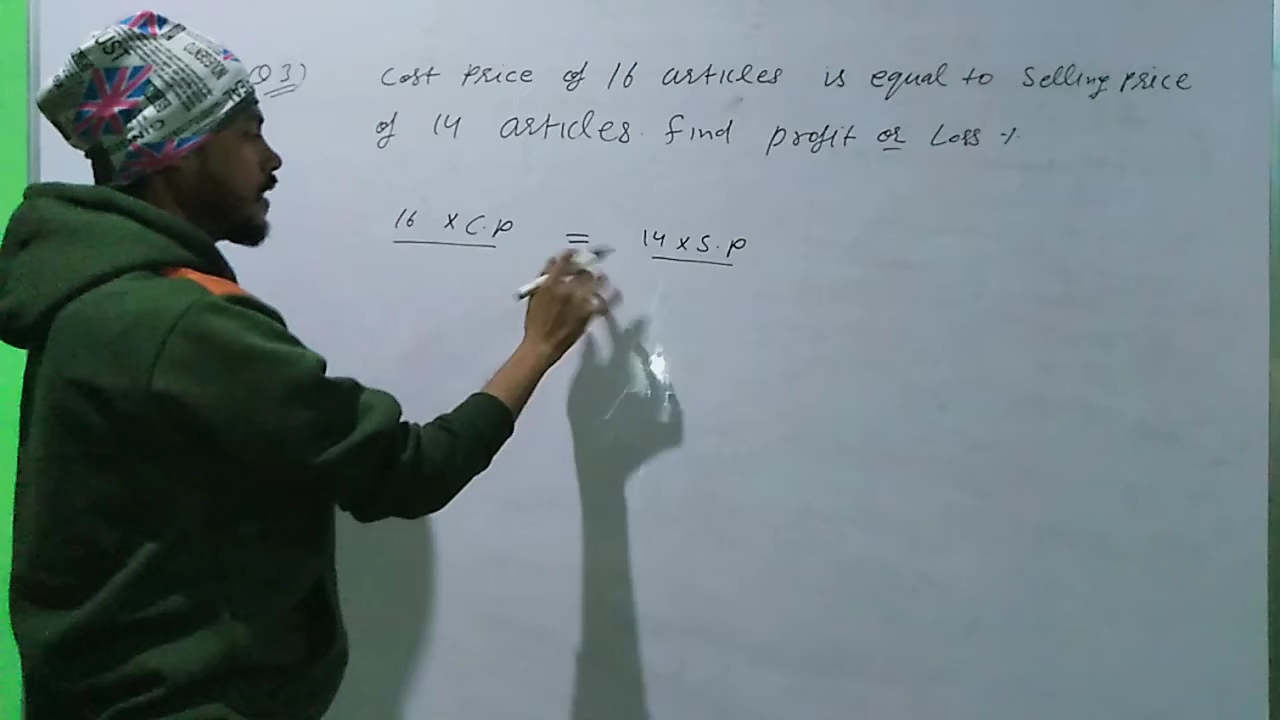 Q 3) Cost Price of 16 articles is equal to Selling price
of 14 articles. find profit or Loss %.
16 x C.P = 14 x S.P